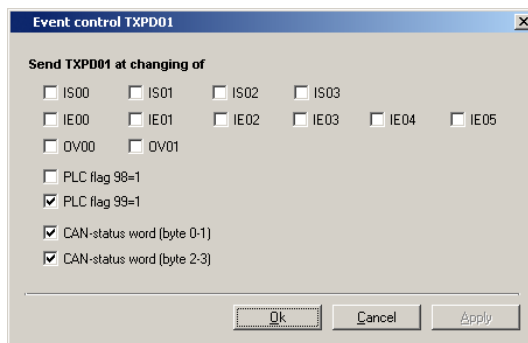 Event control TXPD01
Send TXPD01 at changing of
IS00 IS01 IS02 IS03
IE00 IE01 IE02 IE03 IE04 IE05
OV00 OV01
PLC flag 98=1
PLC flag 99=1
CAN-status word (byte 0-1)
CAN-status word (byte 2-3)
Ok Cancel Apply